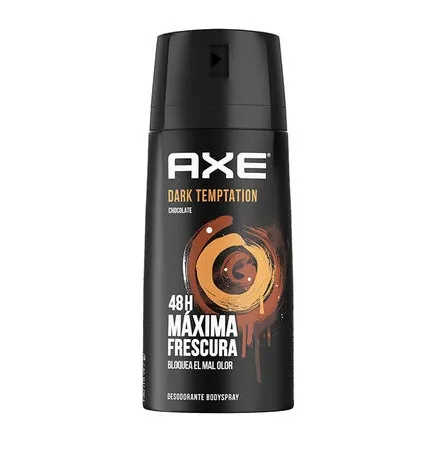 AXE
DARK TEMPTATION
CHOCOLATE
48H
MÁXIMA
FRESCURA
BLOQUEA EL MAL OLOR
DESODORANTE BODYSPRAY